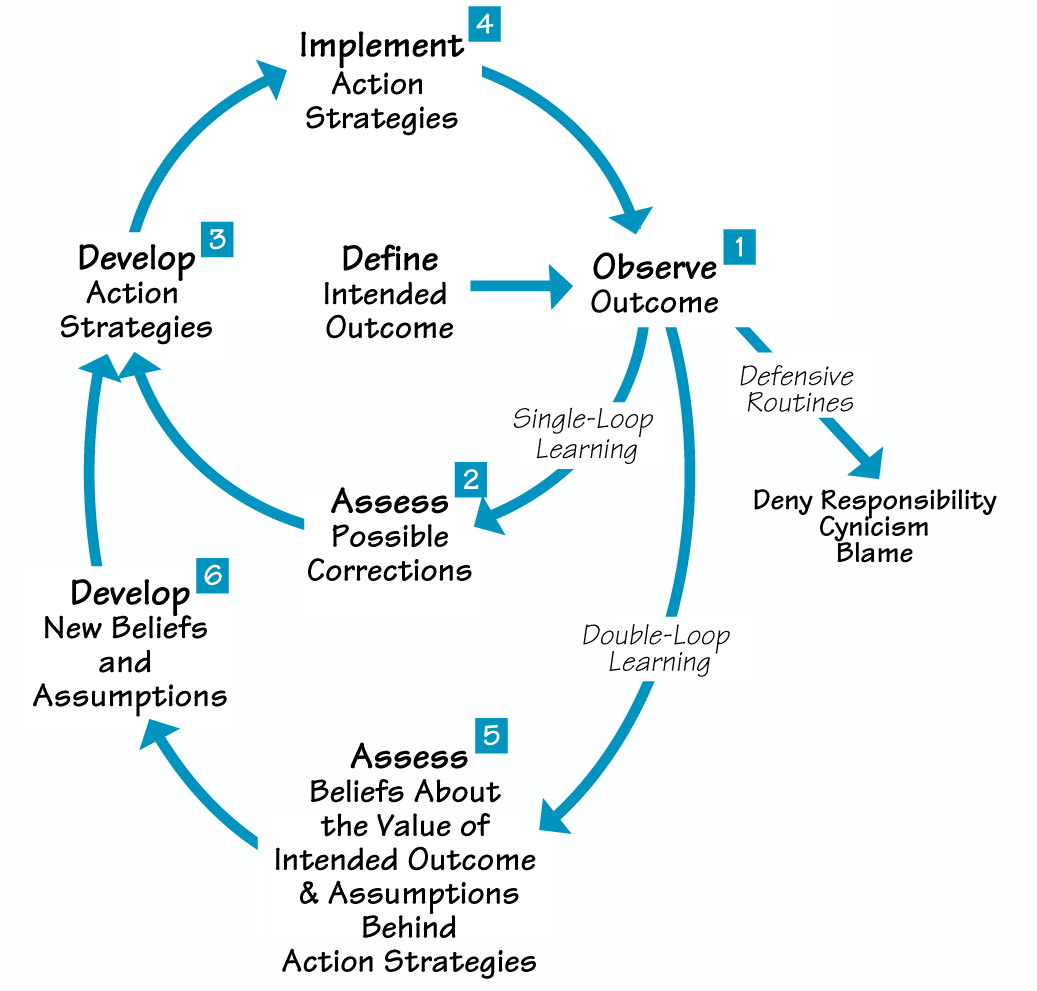 4
Implement
Action
Strategies
3
Develop
Action
Strategies
Define
Intended
Outcome
1
Observe
Outcome
Defensive
Routines
Deny Responsibility
Cynicism
Blame
Single-Loop
Learning
2
Assess
Possible
Corrections
6
Develop
New Beliefs
and
Assumptions
Double-Loop
Learning
5
Assess
Beliefs About
the Value of
Intended Outcome
& Assumptions
Behind
Action Strategies